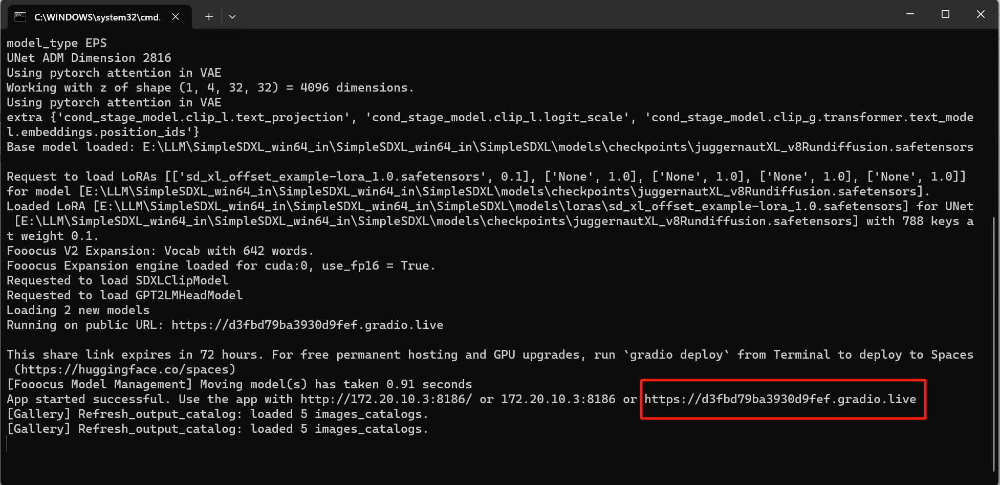 C:\WINDOWS\system32\cmd.
model_type EPS
UNet ADM Dimension 2816
Using pytorch attention in VAE
Working with z of shape (1, 4, 32, 32) = 4096 dimensions.
Using pytorch attention in VAE
extra {'cond_stage_model.clip_l.text_projection', 'cond_stage_model.clip_l.logit_scale', 'cond_stage_model.clip_g.transformer.text_mode
l.embeddings.position_ids'}
Base model loaded: E:\LLM\SimpleSDXL_win64_in\SimpleSDXL_win64_in\SimpleSDXL\models\checkpoints\juggernautXL_v8Rundiffusion.safetensors
Request to load LoRAs [['sd_xl_offset_example-lora_1.0.safetensors', 0.1], ['None', 1.0], ['None', 1.0], ['None', 1.0], ['None', 1.0]]
for model [E:\LLM\SimpleSDXL_win64_in\SimpleSDXL_win64_in\SimpleSDXL\models\checkpoints\juggernautXL_v8Rundiffusion.safetensors].
Loaded LoRA [E:\LLM\SimpleSDXL_win64_in\SimpleSDXL_win64_in\SimpleSDXL\models\loras\sd_xl_offset_example-lora_1.0.safetensors] for UNet
[E:\LLM\SimpleSDXL_win64_in\SimpleSDXL_win64_in\SimpleSDXL\models\checkpoints\juggernautXL_v8Rundiffusion.safetensors] with 788 keys a
t weight 0.1.
Fooocus V2 Expansion: Vocab with 642 words.
Fooocus Expansion engine loaded for cuda:0, use_fp16 = True.
Requested to load SDXLClipModel
Requested to load GPT2LMHeadModel
Loading 2 new models
Running on public URL: https://d3fbd79ba3930d9fef.gradio.live
This share link expires in 72 hours. For free permanent hosting and GPU upgrades, run `gradio deploy` from Terminal to deploy to Spaces
(https://huggingface.co/spaces)
[Fooocus Model Management] Moving model(s) has taken 0.91 seconds
App started successful. Use the app with http://172.20.10.3:8186/ or 172.20.10.3:8186 or https://d3fbd79ba3930d9fef.gradio.live
[Gallery] Refresh_output_catalog: loaded 5 images_catalogs.
[Gallery] Refresh_output_catalog: loaded 5 images_catalogs.